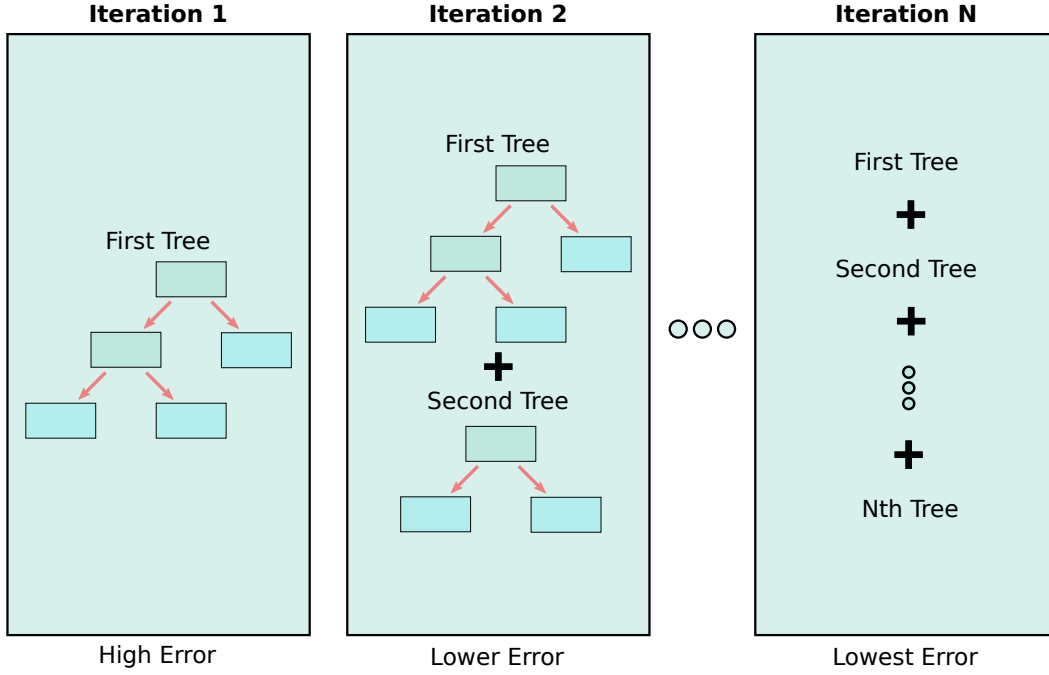 Iteration 1
First Tree
High Error
Iteration 2
First Tree
+
Second Tree
Lower Error
Iteration N
First Tree
+
Second Tree
+
+
Nth Tree
Lowest Error